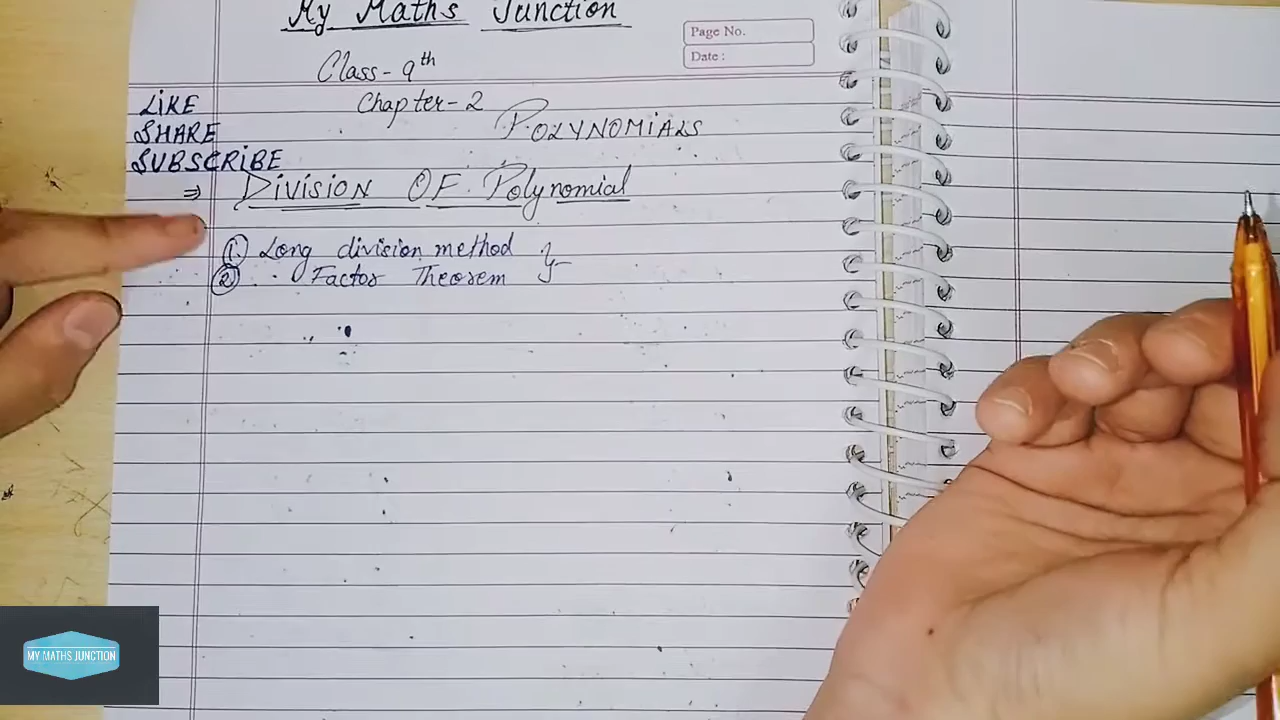 My Maths Junction
Page No.
Date :
Class - 9th
Chapter - 2
POLYNOMIALS
LIKE
SHARE
SUBSCRIBE
⇒ Division OF Polynomial
① Long division method
② Factor Theorem
MY MATHS JUNCTION